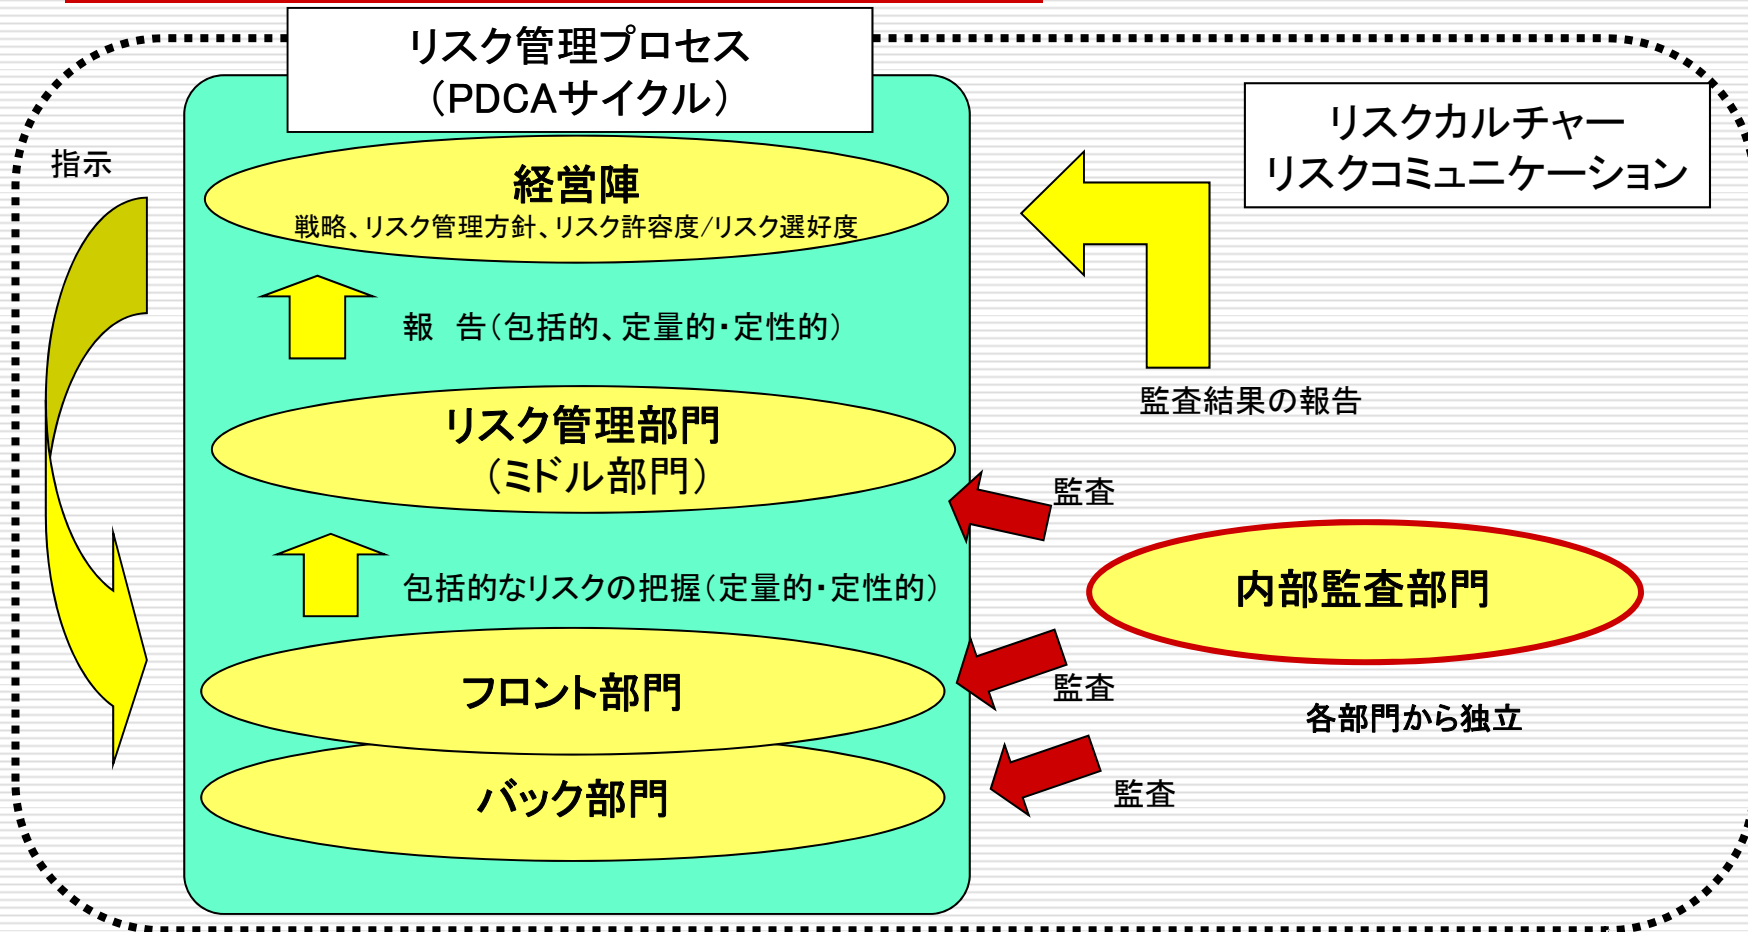 リスク管理プロセス
（PDCAサイクル）
リスクカルチャー
リスクコミュニケーション
指示
経営陣
戦略、リスク管理方針、リスク許容度/リスク選好度
報　告（包括的、定量的・定性的）
監査結果の報告
リスク管理部門
（ミドル部門）
監査
包括的なリスクの把握（定量的・定性的）
内部監査部門
フロント部門
監査
各部門から独立
バック部門
監査